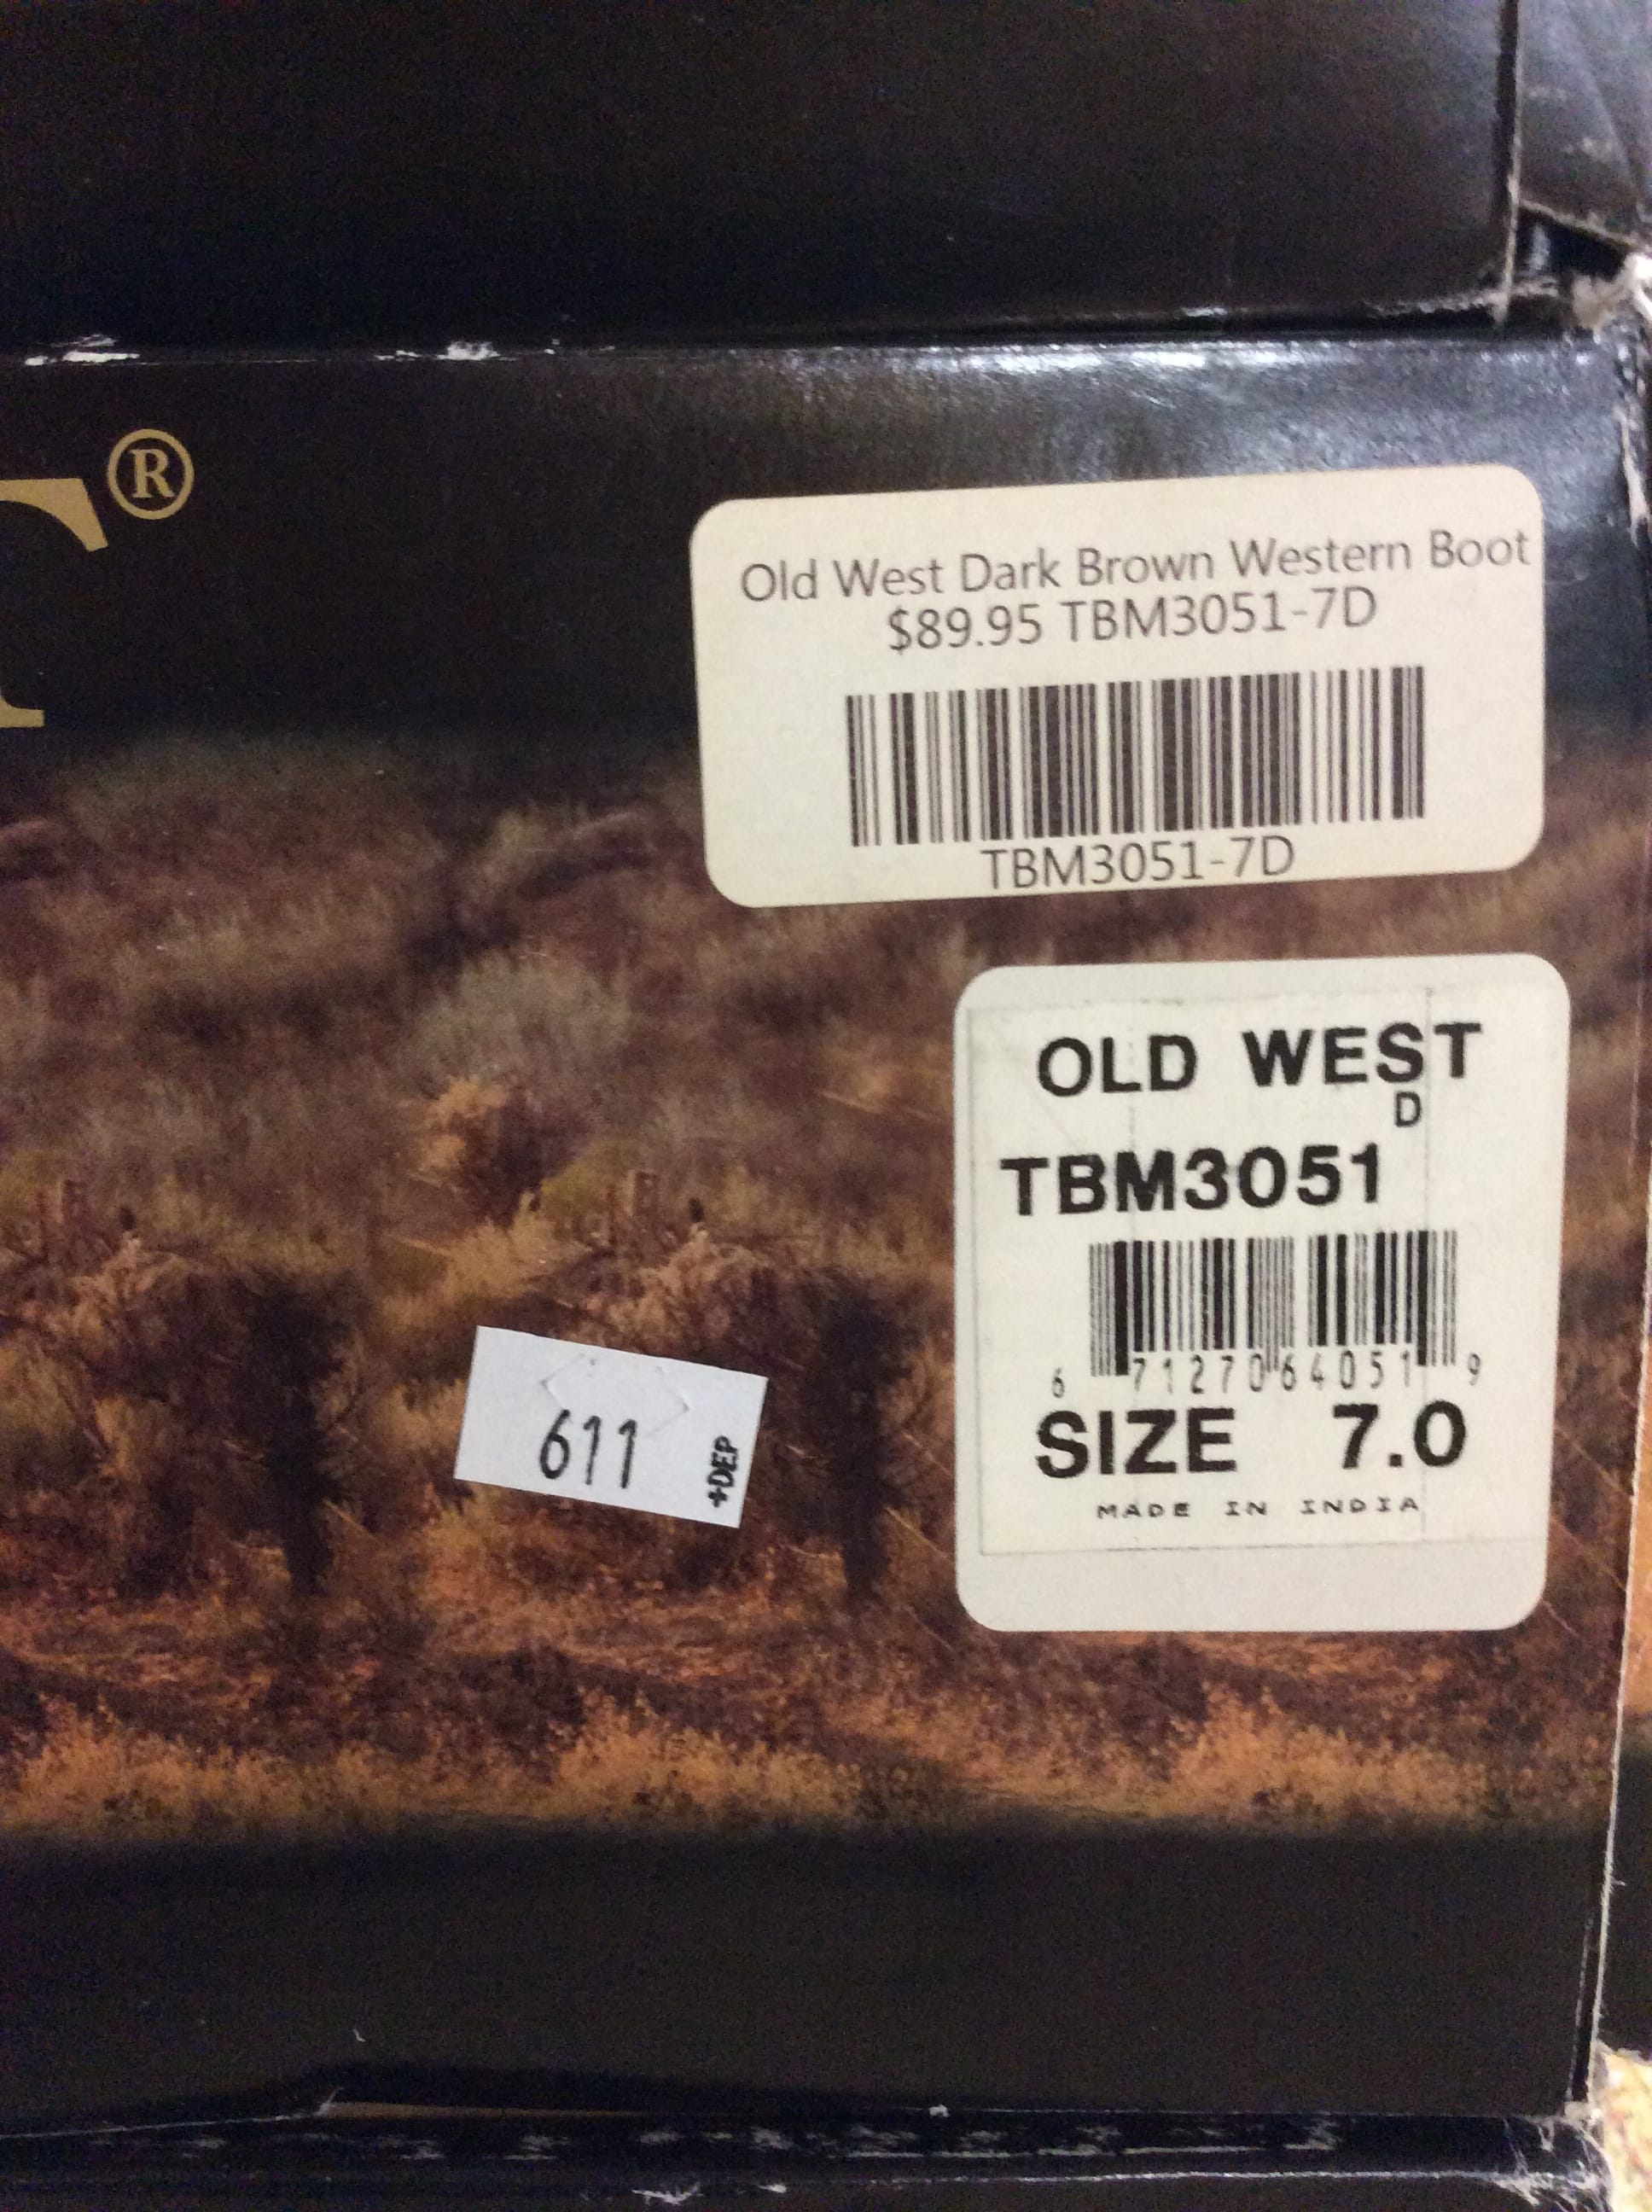 T®
Old West Dark Brown Western Boot
$89.95 TBM3051-7D
TBM3051-7D
OLD WEST
D
TBM3051
6 71270 64051 9
SIZE 7.0
MADE IN INDIA
611
+DEP